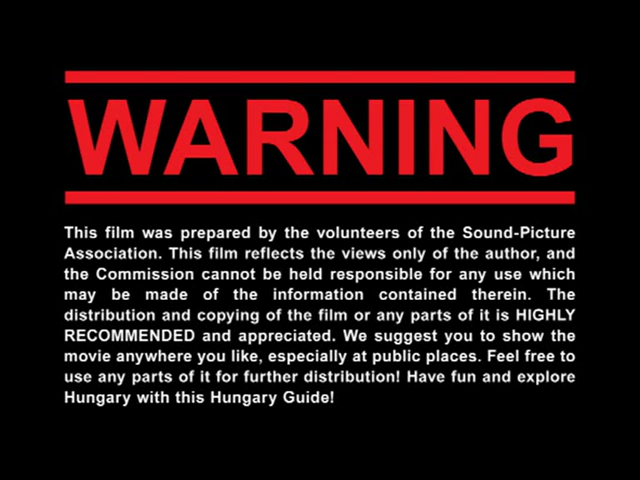 WARNING
This film was prepared by the volunteers of the Sound-Picture
Association. This film reflects the views only of the author, and
the Commission cannot be held responsible for any use which
may be made of the information contained therein. The
distribution and copying of the film or any parts of it is HIGHLY
RECOMMENDED and appreciated. We suggest you to show the
movie anywhere you like, especially at public places. Feel free to
use any parts of it for further distribution! Have fun and explore
Hungary with this Hungary Guide!